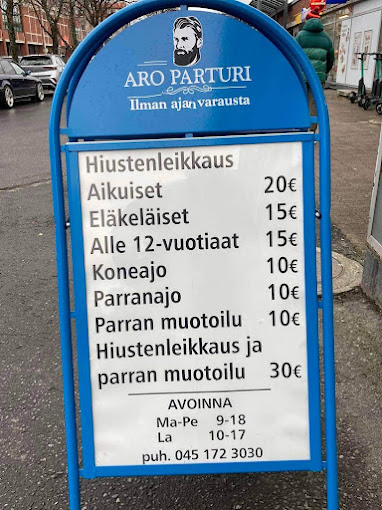 ARO PARTURI
Ilman ajanvarausta
Hiustenleikkaus
Aikuiset 20€
Eläkeläiset 15€
Alle 12-vuotiaat 15€
Koneajo 10€
Parranajo 10€
Parran muotoilu 10€
Hiustenleikkaus ja
parran muotoilu 30€
AVOINNA
Ma-Pe 9-18
La 10-17
puh. 045 172 3030